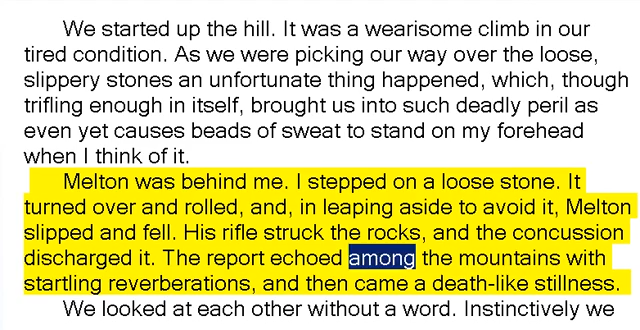 We started up the hill. It was a wearisome climb in our
tired condition. As we were picking our way over the loose,
slippery stones an unfortunate thing happened, which, though
trifling enough in itself, brought us into such deadly peril as
even yet causes beads of sweat to stand on my forehead
when I think of it.
Melton was behind me. I stepped on a loose stone. It
turned over and rolled, and, in leaping aside to avoid it, Melton
slipped and fell. His rifle struck the rocks, and the concussion
discharged it. The report echoed among the mountains with
startling reverberations, and then came a death-like stillness.
We looked at each other without a word. Instinctively we